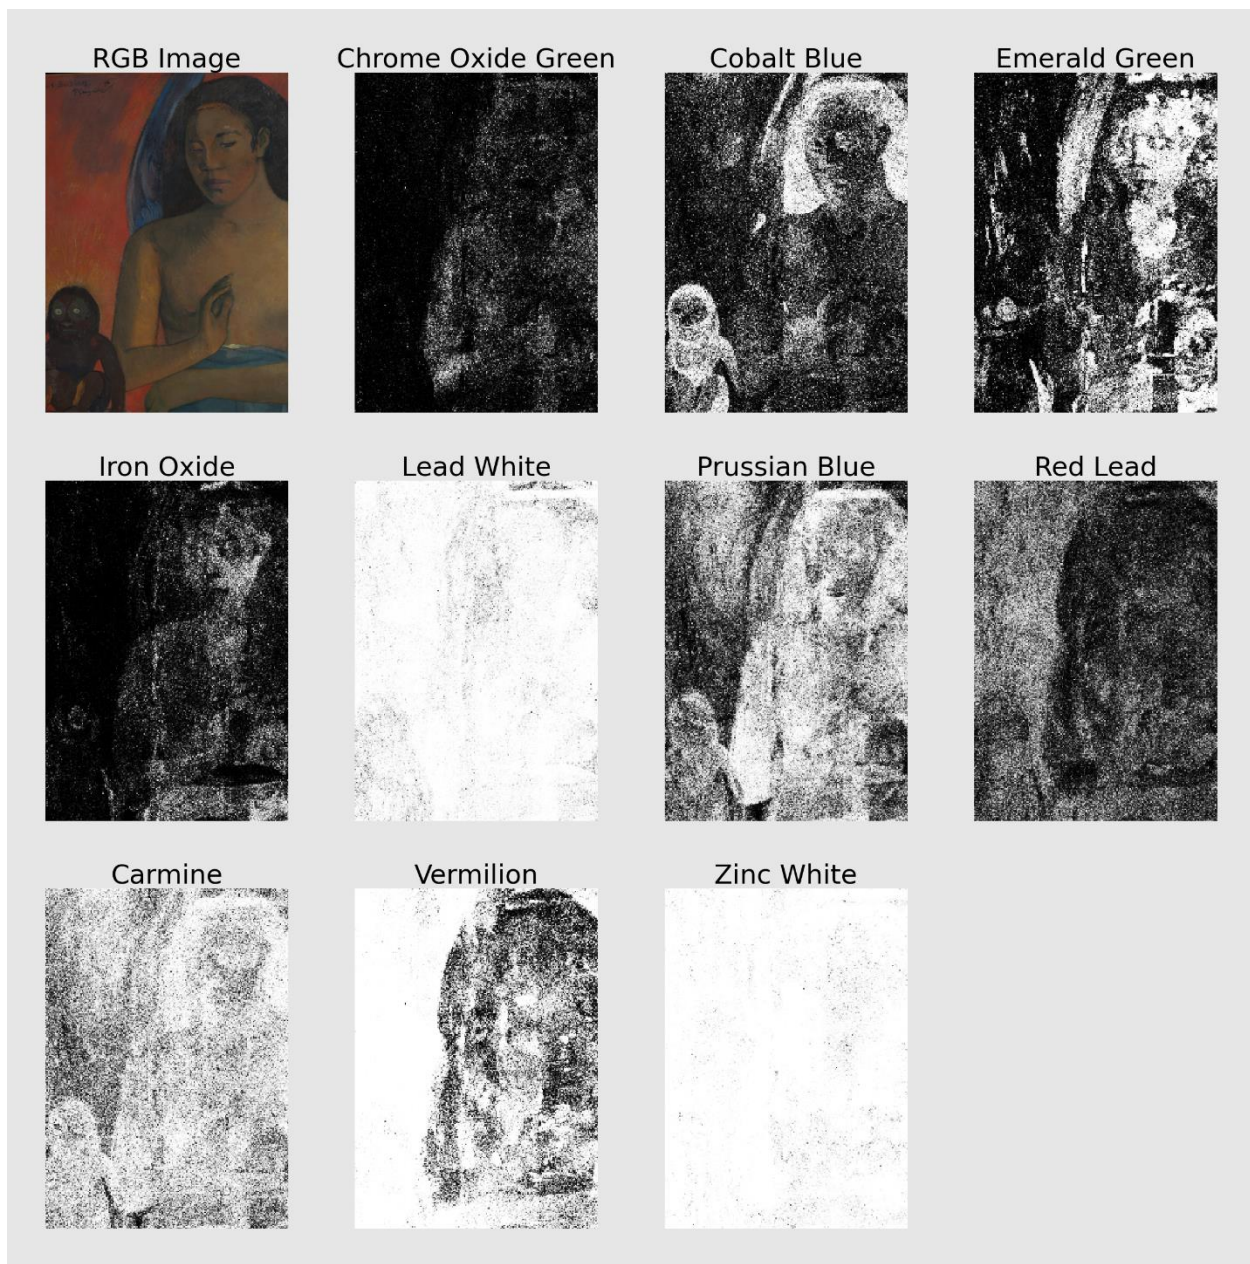 RGB Image
Chrome Oxide Green
Cobalt Blue
Emerald Green
Iron Oxide
Lead White
Prussian Blue
Red Lead
Carmine
Vermilion
Zinc White